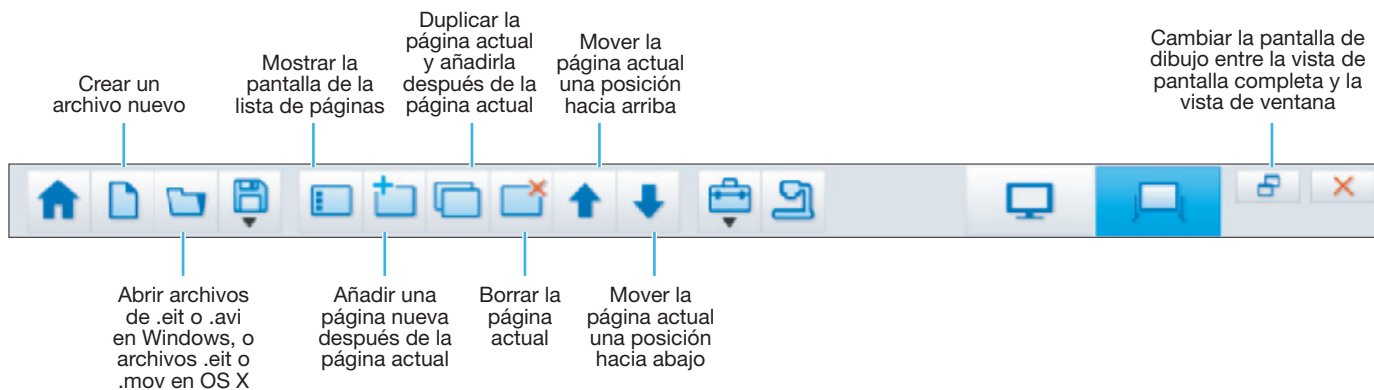 Crear un
archivo nuevo
Mostrar la
pantalla de la
lista de páginas
Duplicar la
página actual
y añadirla
después de la
página actual
Mover la
página actual
una posición
hacia arriba
Cambiar la pantalla de
dibujo entre la vista de
pantalla completa y la
vista de ventana
Abrir archivos
de .eit o .avi
en Windows, o
archivos .eit o
.mov en OS X
Añadir una
página nueva
después de la
página actual
Borrar la
página
actual
Mover la
página actual
una posición
hacia abajo